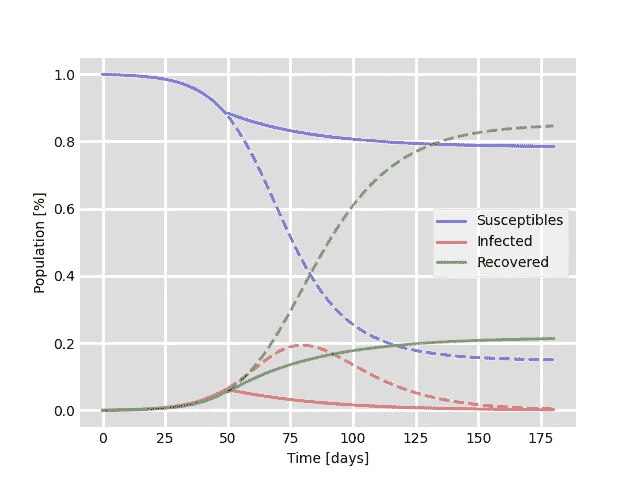 Population [%]
1.0
0.8
0.6
0.4
0.2
0.0
Susceptibles
Infected
Recovered
0 25 50 75 100 125 150 175
Time [days]